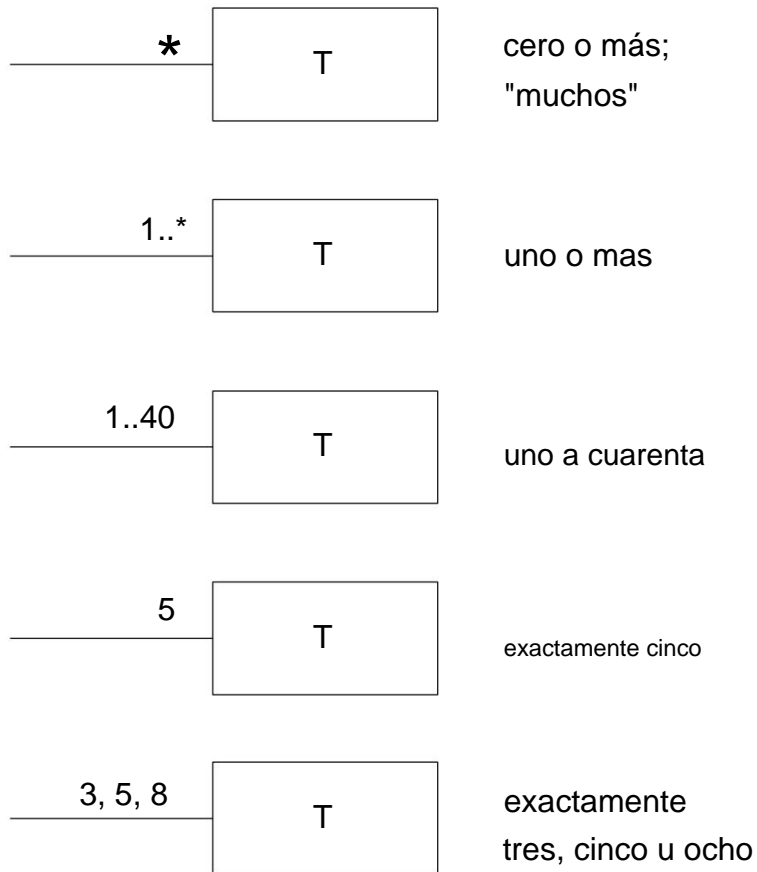 *
T
cero o más;
"muchos"
1..*
T
uno o mas
1..40
T
uno a cuarenta
5
T
exactamente cinco
3, 5, 8
T
exactamente
tres, cinco u ocho